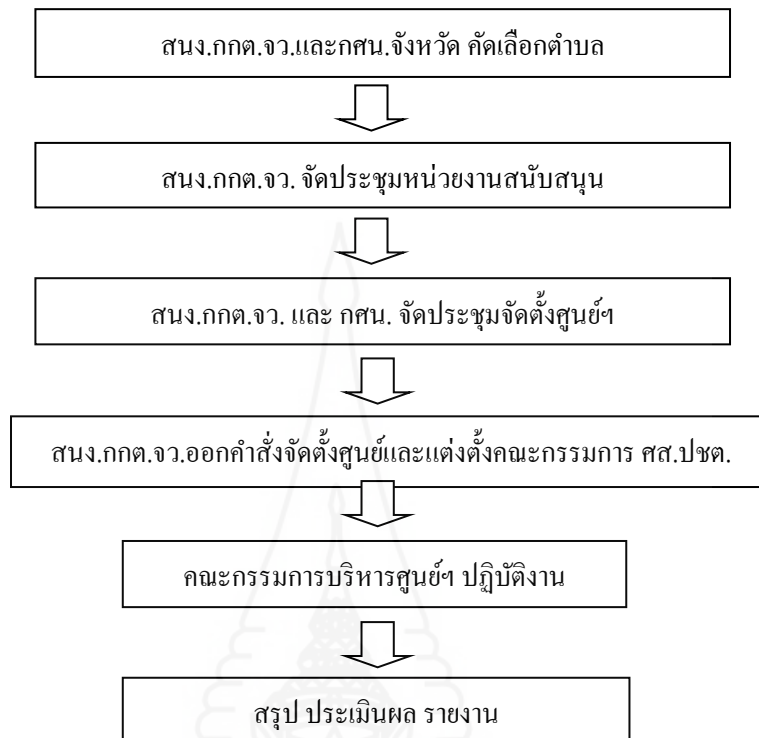 สนง.กกต.จว.และกศน.จังหวัด คัดเลือกตำบล
สนง.กกต.จว. จัดประชุมหน่วยงานสนับสนุน
สนง.กกต.จว. และ กศน. จัดประชุมจัดตั้งศูนย์ฯ
สนง.กกต.จว.ออกคำสั่งจัดตั้งศูนย์และแต่งตั้งคณะกรรมการ ศส.ปชต.
คณะกรรมการบริหารศูนย์ฯ ปฏิบัติงาน
สรุป ประเมินผล รายงาน